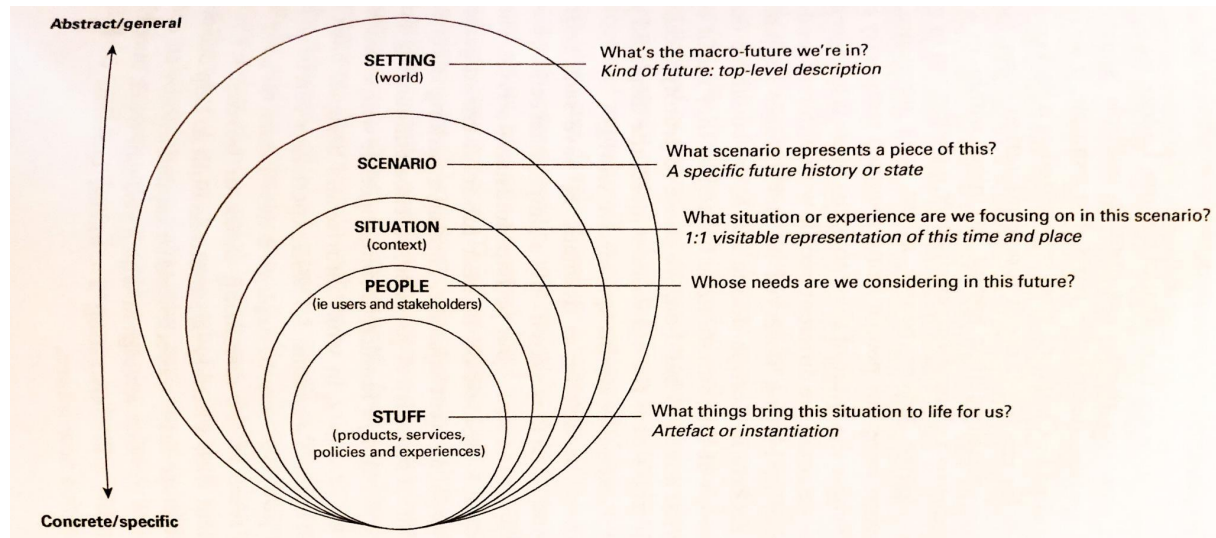 Abstract/general
SETTING
(world)
What's the macro-future we're in?
Kind of future: top-level description
SCENARIO
What scenario represents a piece of this?
A specific future history or state
SITUATION
(context)
What situation or experience are we focusing on in this scenario?
1:1 visitable representation of this time and place
PEOPLE
(ie users and stakeholders)
Whose needs are we considering in this future?
STUFF
(products, services,
policies and experiences)
What things bring this situation to life for us?
Artefact or instantiation
Concrete/specific